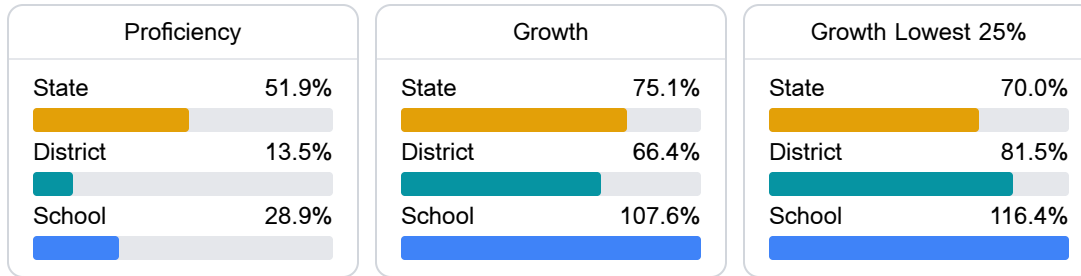 Proficiency
State 51.9%
District 13.5%
School 28.9%
Growth
State 75.1%
District 66.4%
School 107.6%
Growth Lowest 25%
State 70.0%
District 81.5%
School 116.4%